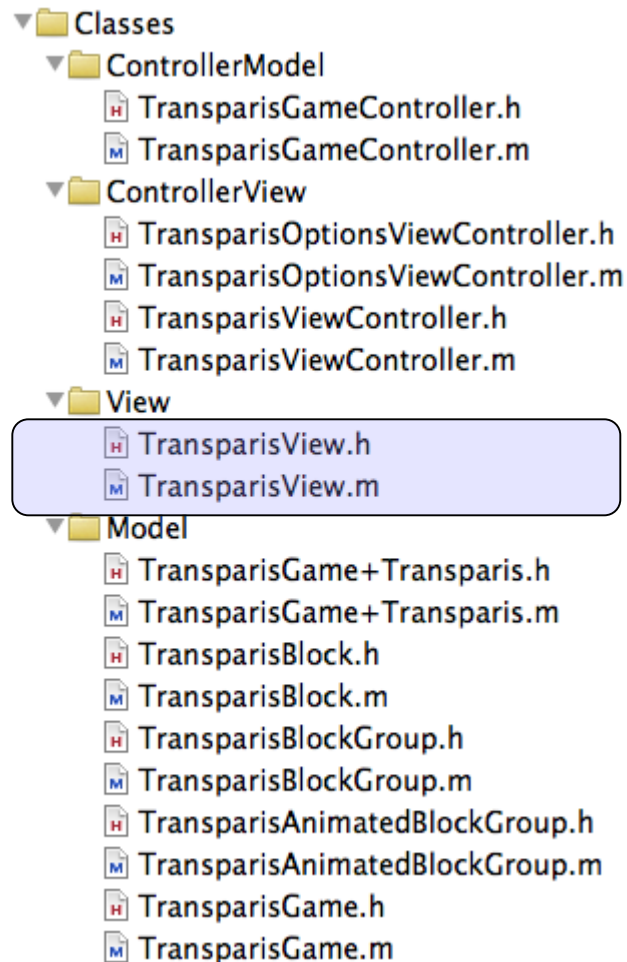 Classes
ControllerModel
H TransparisGameController.h
M TransparisGameController.m
ControllerView
H TransparisOptionsViewController.h
M TransparisOptionsViewController.m
H TransparisViewController.h
M TransparisViewController.m
View
H TransparisView.h
M TransparisView.m
Model
H TransparisGame+Transparis.h
M TransparisGame+Transparis.m
H TransparisBlock.h
M TransparisBlock.m
H TransparisBlockGroup.h
M TransparisBlockGroup.m
H TransparisAnimatedBlockGroup.h
M TransparisAnimatedBlockGroup.m
H TransparisGame.h
M TransparisGame.m